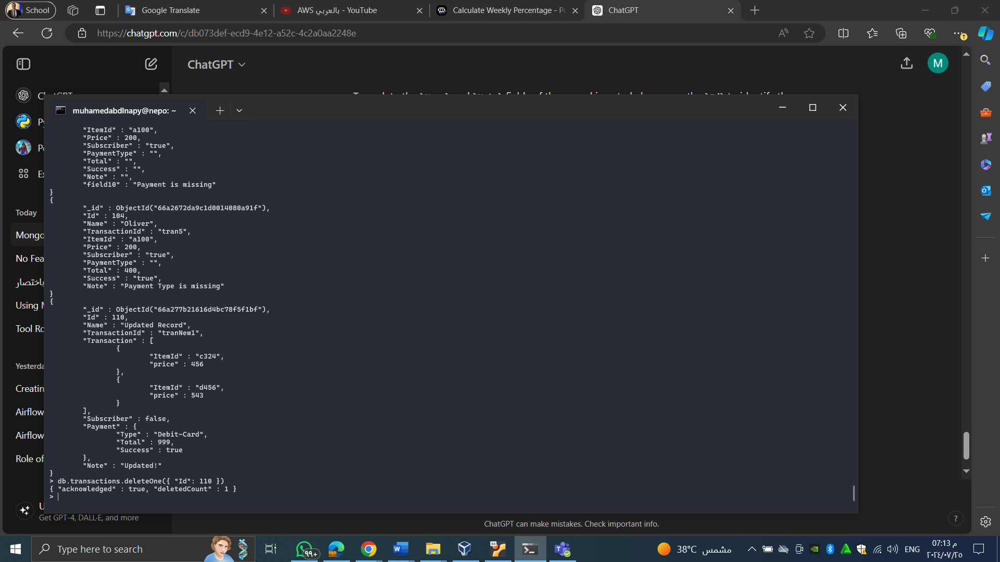 School
Google Translate
AWS بالعربي - YouTube
Calculate Weekly Percentage - Po
ChatGPT
https://chatgpt.com/c/db073def-ecd9-4e12-a52c-4c2a0aa2248e
ChatGPT
M
muhamedabdlnapy@nepo: ~
"ItemId" : "a100",
"Price" : 200,
"Subscriber" : "true",
"PaymentType" : "",
"Total" : "",
"Success" : "",
"Note" : "",
"field10" : "Payment is missing"
}
{
"_id" : ObjectId("66a2672da9c1d0014080a91f"),
"Id" : 104,
"Name" : "Oliver",
"TransactionId" : "tran5",
"ItemId" : "a100",
"Price" : 200,
"Subscriber" : "true",
"PaymentType" : "",
"Total" : 400,
"Success" : "true",
"Note" : "Payment Type is missing"
}
{
"_id" : ObjectId("66a277b21616d4bc78f5f1bf"),
"Id" : 110,
"Name" : "Updated Record",
"TransactionId" : "tranNew1",
"Transaction" : [
{
"ItemId" : "c324",
"price" : 456
},
{
"ItemId" : "d456",
"price" : 543
}
],
"Subscriber" : false,
"Payment" : {
"Type" : "Debit-Card",
"Total" : 999,
"Success" : true
},
"Note" : "Updated!"
}
> db.transactions.deleteOne({ "Id": 110 })
{ "acknowledged" : true, "deletedCount" : 1 }
>
Today
Mongo
No Fea
باختصار
Using
Tool Ro
Yesterda
Creatin
Airflow
Airflow
Role of
Get GPT-4, DALL·E, and more
ChatGPT can make mistakes. Check important info.
?
Type here to search
٩٩+
64
38°C مشمس
ENG
07:13 م
٢٠٢٤/٠٧/٢٥